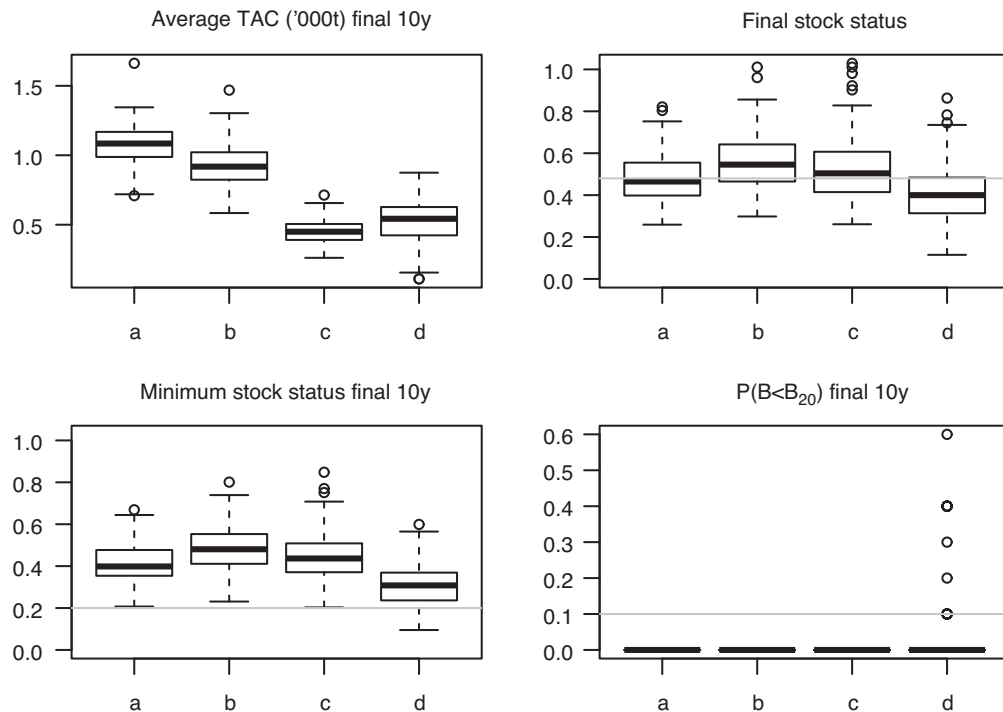 Average TAC ('000t) final 10y
1.5
1.0
0.5
a b c d
Final stock status
1.0
0.8
0.6
0.4
0.2
0.0
a b c d
Minimum stock status final 10y
1.0
0.8
0.6
0.4
0.2
0.0
a b c d
P(B<B20) final 10y
0.6
0.5
0.4
0.3
0.2
0.1
0.0
a b c d